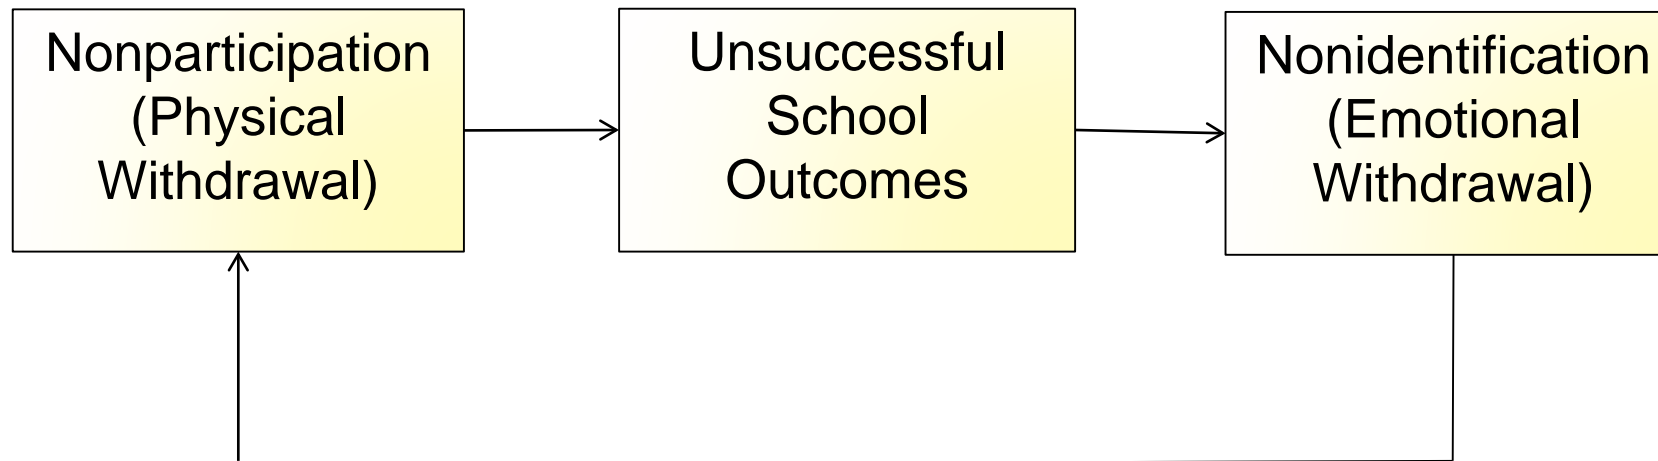 Nonparticipation
(Physical
Withdrawal)
Unsuccessful
School
Outcomes
Nonidentification
(Emotional
Withdrawal)